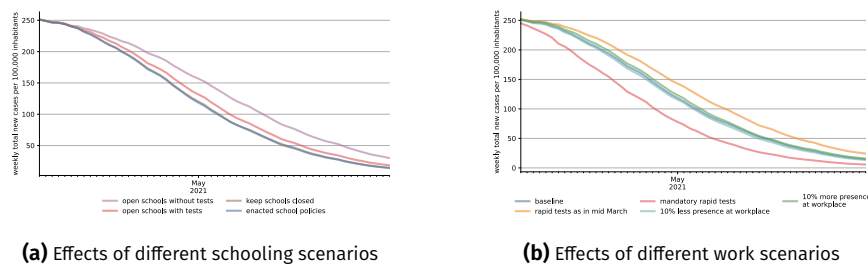 weekly total new cases per 100,000 inhabitants
250
200
150
100
50
May
2021
open schools without tests
open schools with tests
keep schools closed
enacted school policies
(a) Effects of different schooling scenarios
weekly total new cases per 100,000 inhabitants
250
200
150
100
50
0
May
2021
baseline
rapid tests as in mid March
mandatory rapid tests
10% less presence at workplace
10% more presence
at workplace
(b) Effects of different work scenarios